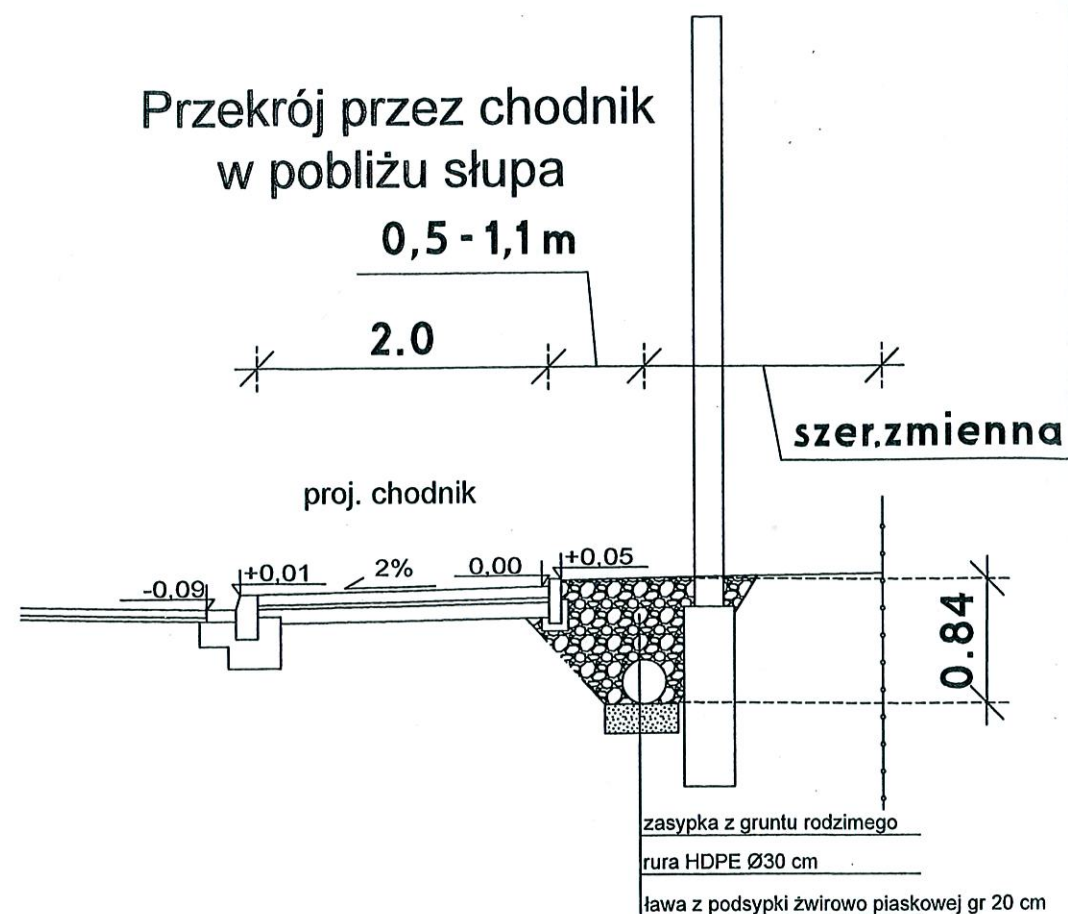 Przekrój przez chodnik
w pobliżu słupa
0,5 - 1,1 m
2.0
szer.zmienna
proj. chodnik
-0,09
+0,01
2%
0,00
+0,05
0.84
zasypka z gruntu rodzimego
rura HDPE Ø30 cm
ława z podsypki żwirowo piaskowej gr 20 cm